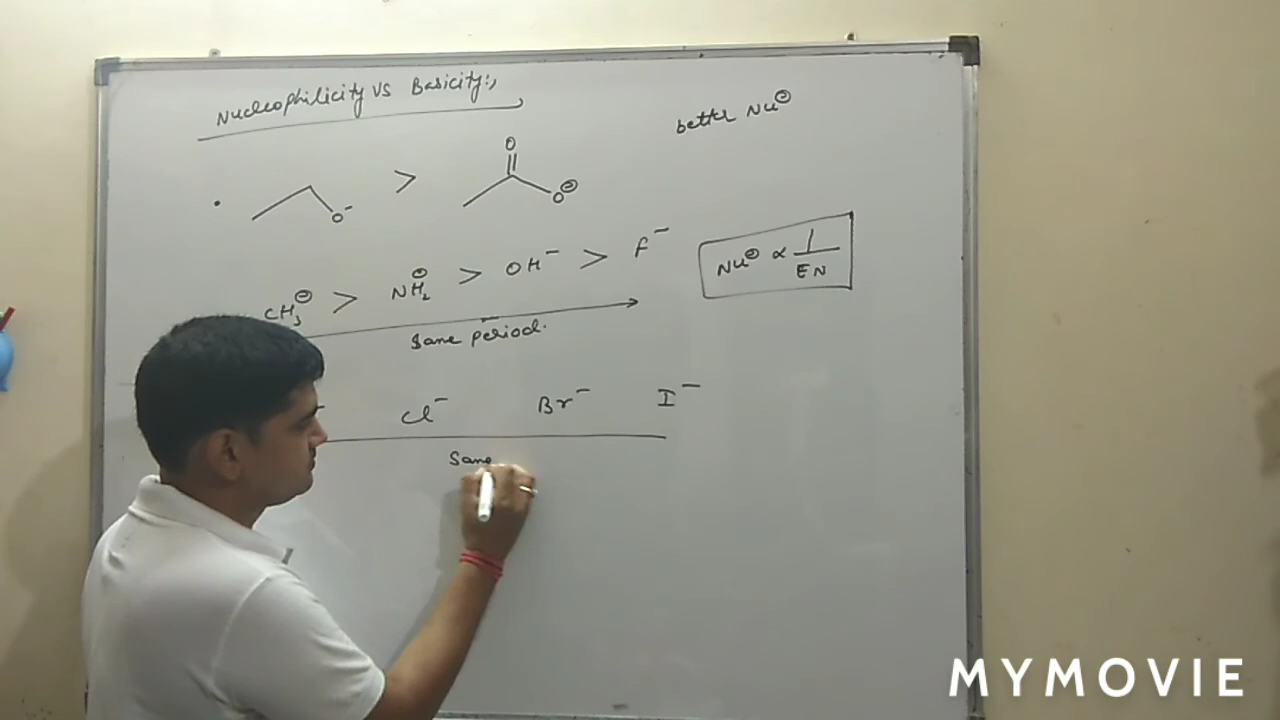 Nucleophilicity vs Basicity:,
better Nu⊖
O
> 
O⁻
O⊖
CH₃⊖ > NH₂⊖ > OH⁻ > F⁻
Nu⊖ ∝ 1/EN
Same period.
Cl⁻ Br⁻ I⁻
Same
MYMOVIE